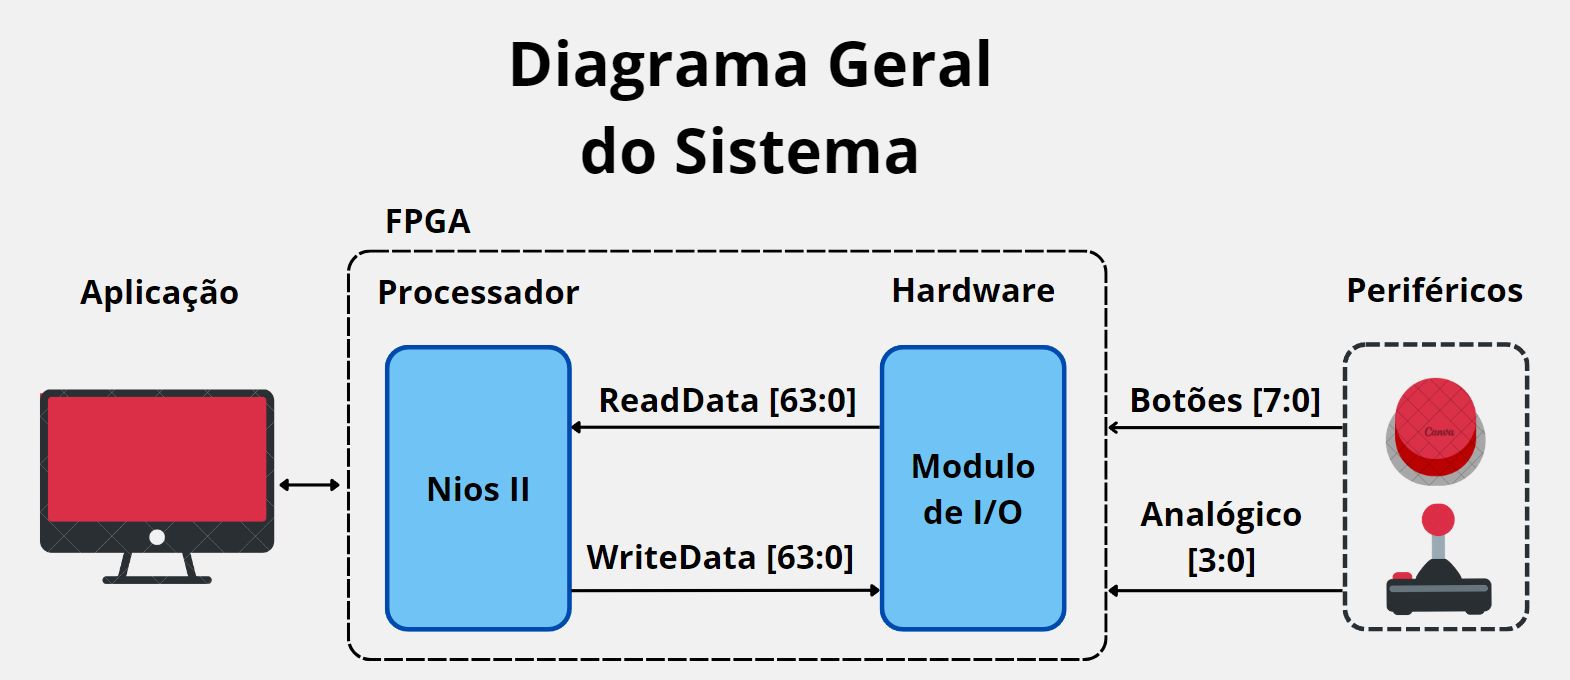 Diagrama Geral
do Sistema
FPGA
Aplicação
Processador
Hardware
Periféricos
ReadData [63:0]
Botões [7:0]
Canva
Nios II
Modulo
de I/O
Analógico
[3:0]
WriteData [63:0]